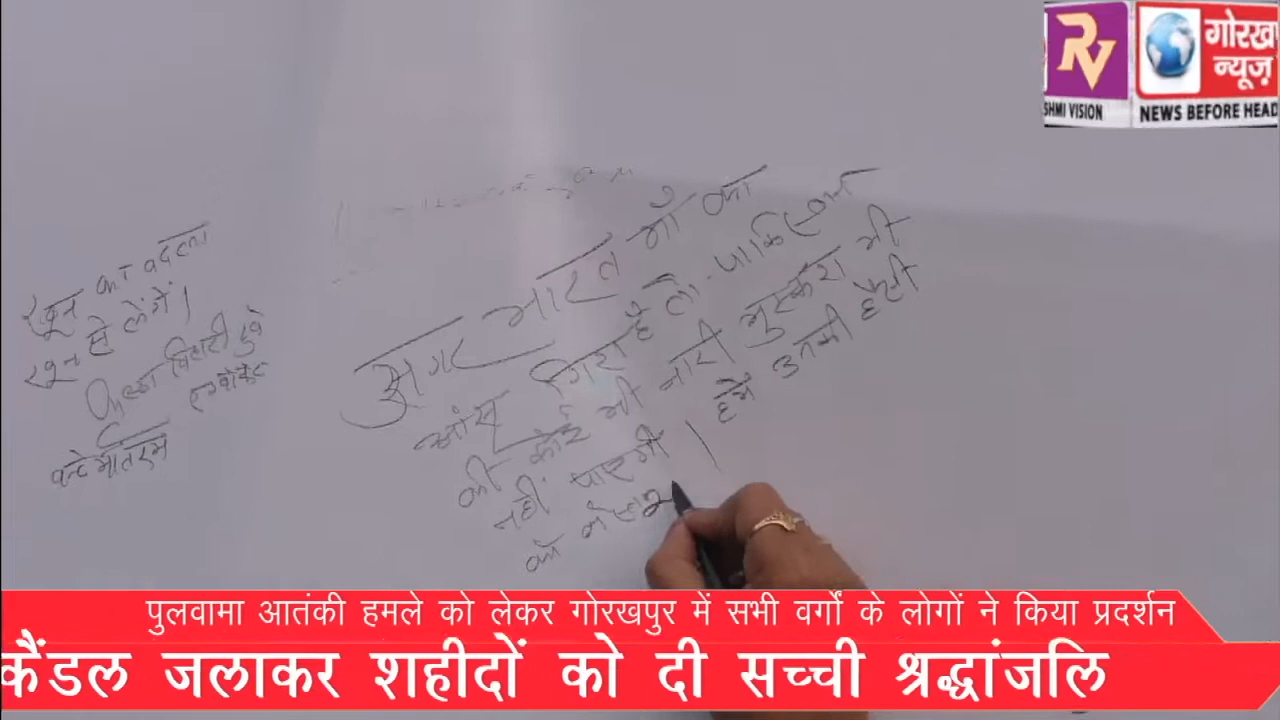 RV
SHMI VISION
गोरख
न्यूज़
NEWS BEFORE HEAD
खून का बदला
खून से लेंगे।
बिहारी दुबे
एडवोकेट
वन्दे मातरम
अगर भारत माँ का
आंसू गिरा है तो पाकिस्तान
की कोई भी नारी मुस्करा भी
नहीं पाएगी। हमें उनकी हैसी
को
पुलवामा आतंकी हमले को लेकर गोरखपुर में सभी वर्गों के लोगों ने किया प्रदर्शन
कैंडल जलाकर शहीदों को दी सच्ची श्रद्धांजलि